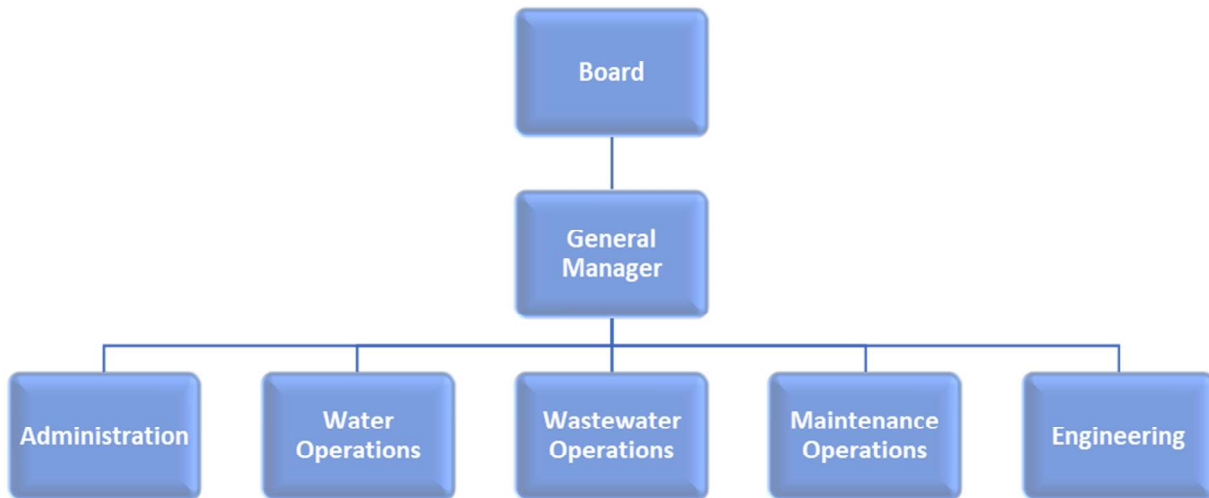 Board
General
Manager
Administration
Water
Operations
Wastewater
Operations
Maintenance
Operations
Engineering